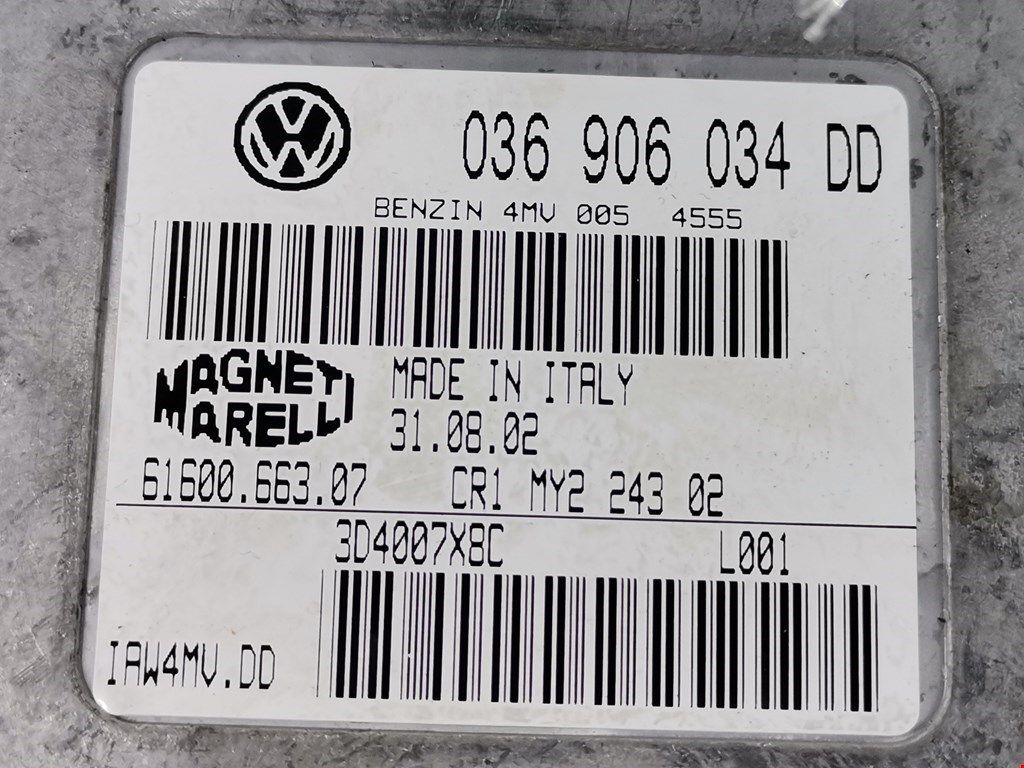 036 906 034 DD
BENZIN 4MV 005 4555
MAGNETI MARELLI
MADE IN ITALY
31.08.02
61600.663.07 CR1 MY2 243 02
3D4007X8C L001
IAW4MV.DD